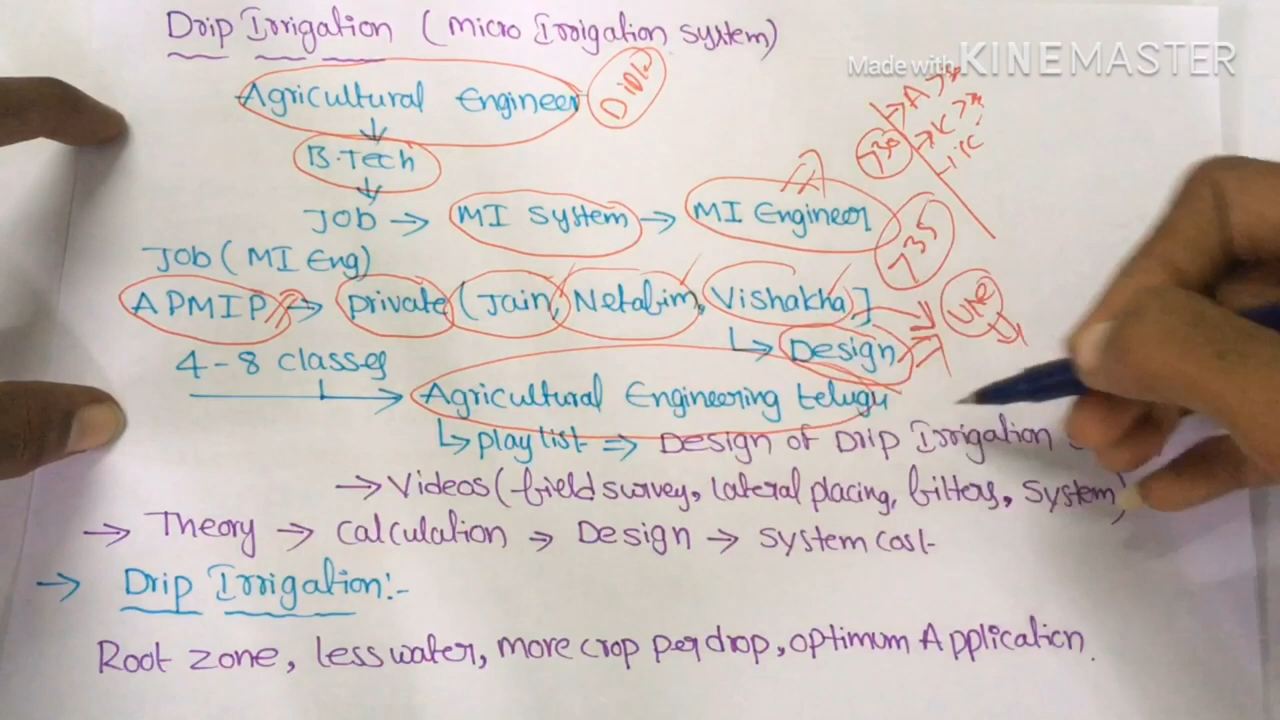 Drip Irrigation (micro Irrigation system)
Made with KINEMASTER
Agricultural Engineer
B.Tech
JOB → MI System → MI Engineer
735
JOB (MI Eng)
APMIP → private (Jain, Netafim, Vishakha)]
↳ Design
4-8 classes
→ Agricultural Engineering telugu
↳ playlist ⇒ Design of Drip Irrigation
→ Videos (field survey, lateral placing, filters, System)
→ Theory → calculation → Design → system cost
→ Drip Irrigation:-
Root zone, less water, more crop per drop, optimum Application.